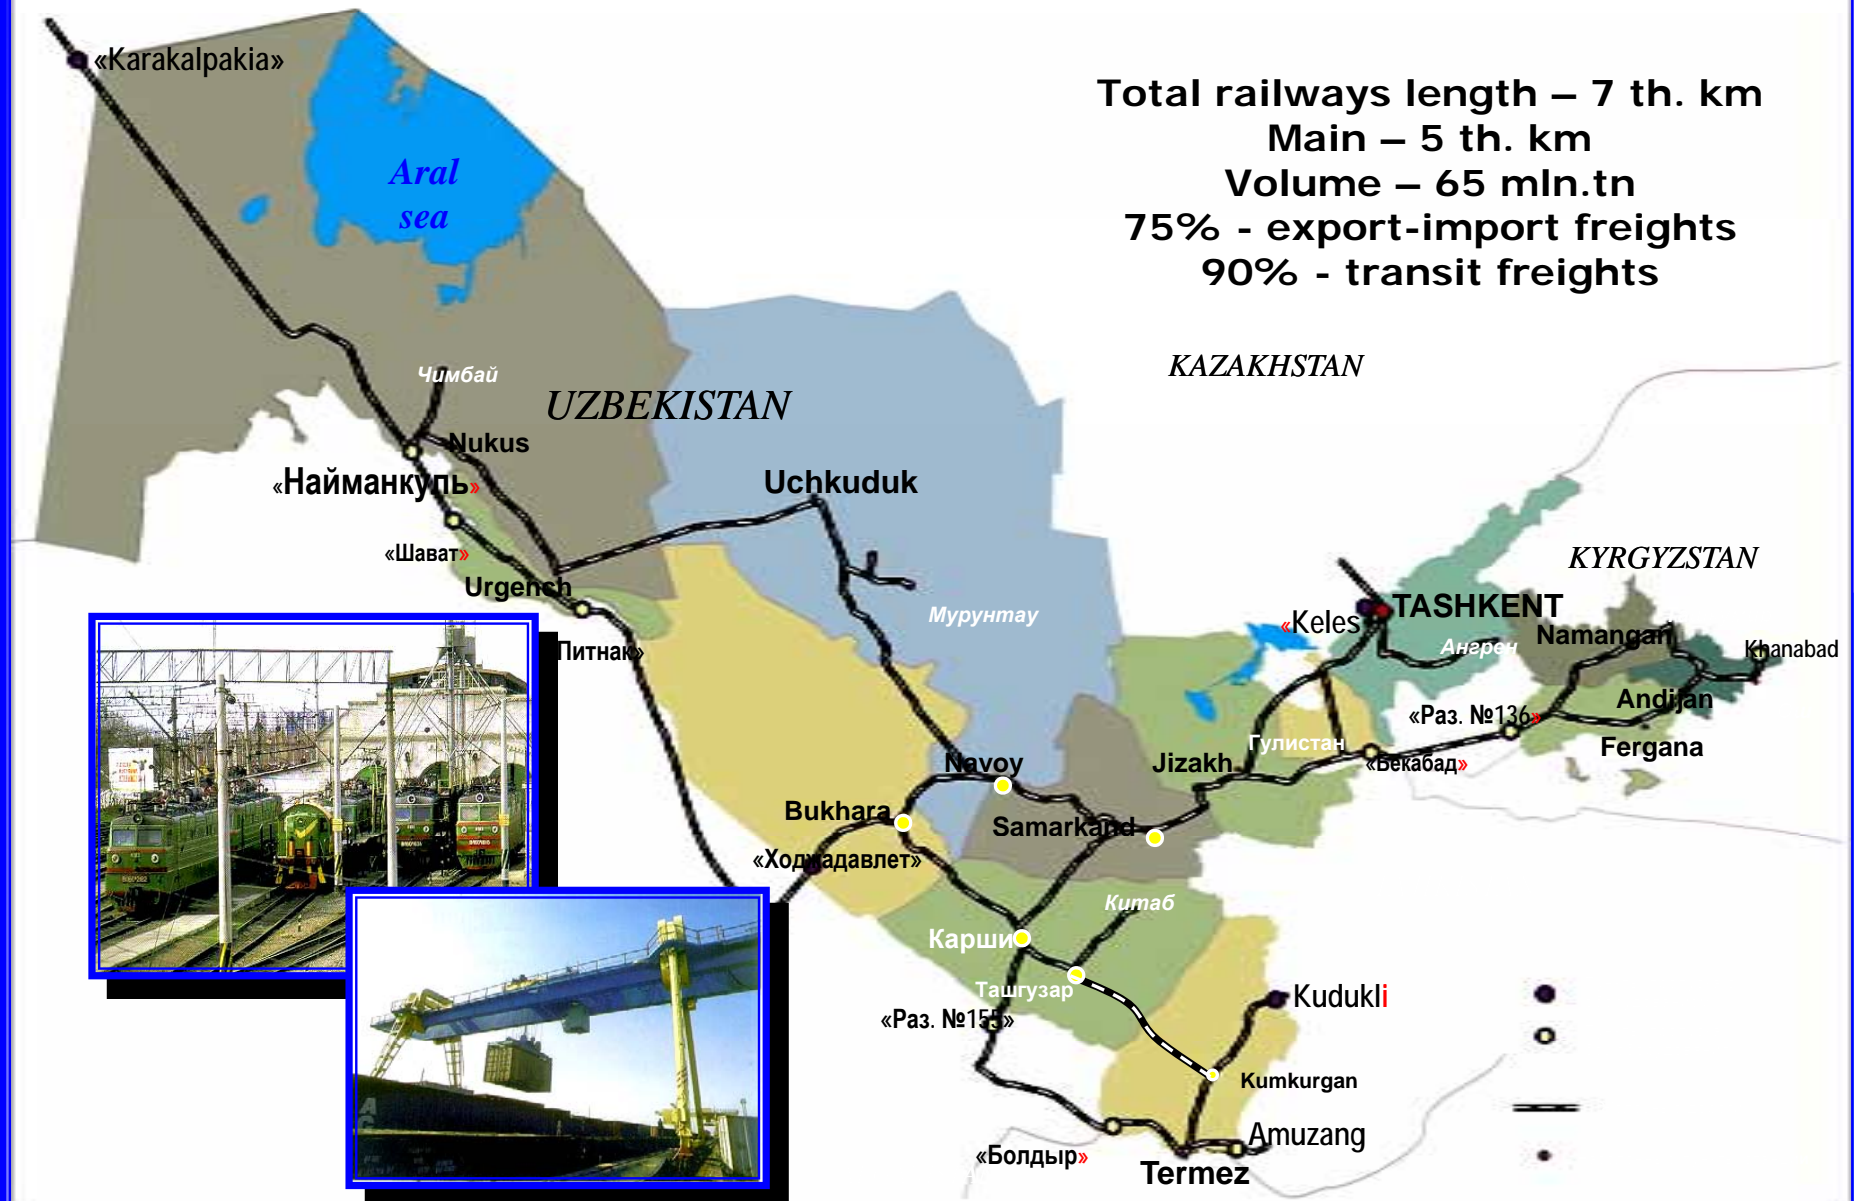 «Karakalpakia»
Total railways length – 7 th. km
Main – 5 th. km
Volume – 65 mln.tn
75% - export-import freights
90% - transit freights
Aral
sea
KAZAKHSTAN
Чимбай
UZBEKISTAN
Nukus
«Найманкуль»
Uchkuduk
«Шават»
KYRGYZSTAN
Urgench
Мурунтау
«Keles
TASHKENT
Namangan
Ангрен
Khanabad
Питнак»
Andijan
«Раз. №136»
Гулистан
Fergana
Navoy
Jizakh
«Бекабад»
Bukhara
Samarkand
«Ходжадавлет»
Китаб
Карши
Ташгузар
Kudukli
«Раз. №155»
Kumkurgan
Amuzang
«Болдыр»
Termez